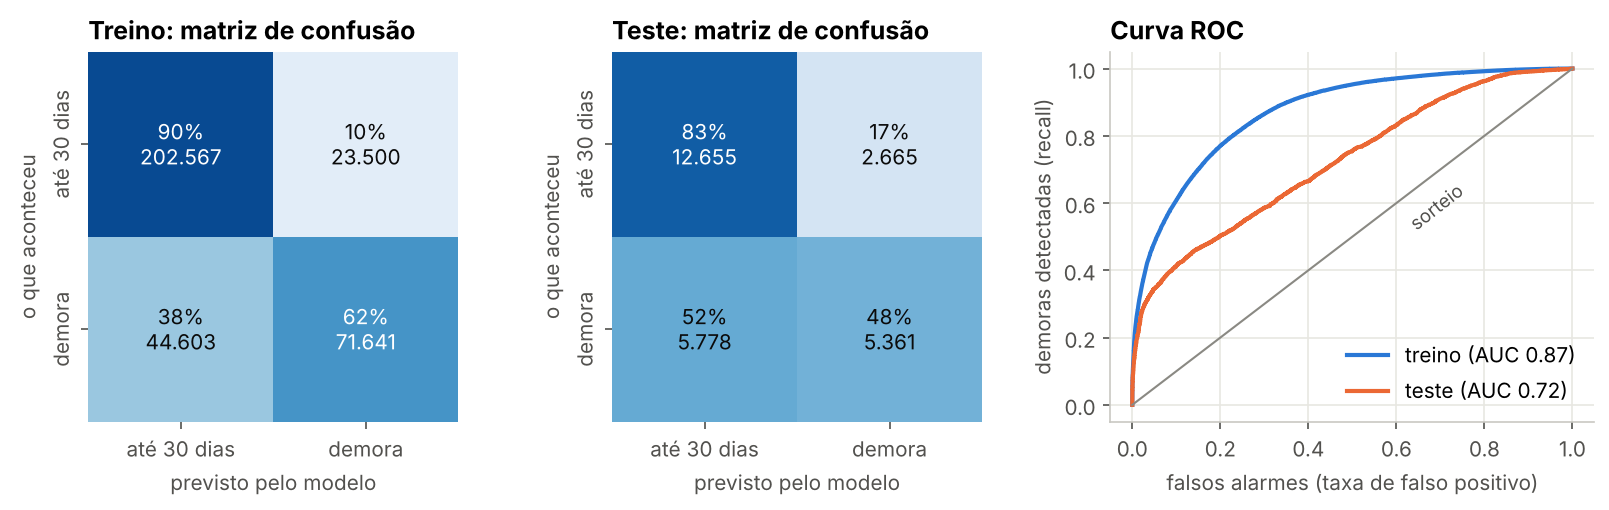 Treino: matriz de confusão
o que aconteceu
até 30 dias
demora
90%
202.567
10%
23.500
38%
44.603
62%
71.641
até 30 dias
demora
previsto pelo modelo
Teste: matriz de confusão
o que aconteceu
até 30 dias
demora
83%
12.655
17%
2.665
52%
5.778
48%
5.361
até 30 dias
demora
previsto pelo modelo
Curva ROC
demoras detectadas (recall)
1.0
0.8
0.6
0.4
0.2
0.0
sorteio
treino (AUC 0.87)
teste (AUC 0.72)
0.0
0.2
0.4
0.6
0.8
1.0
falsos alarmes (taxa de falso positivo)